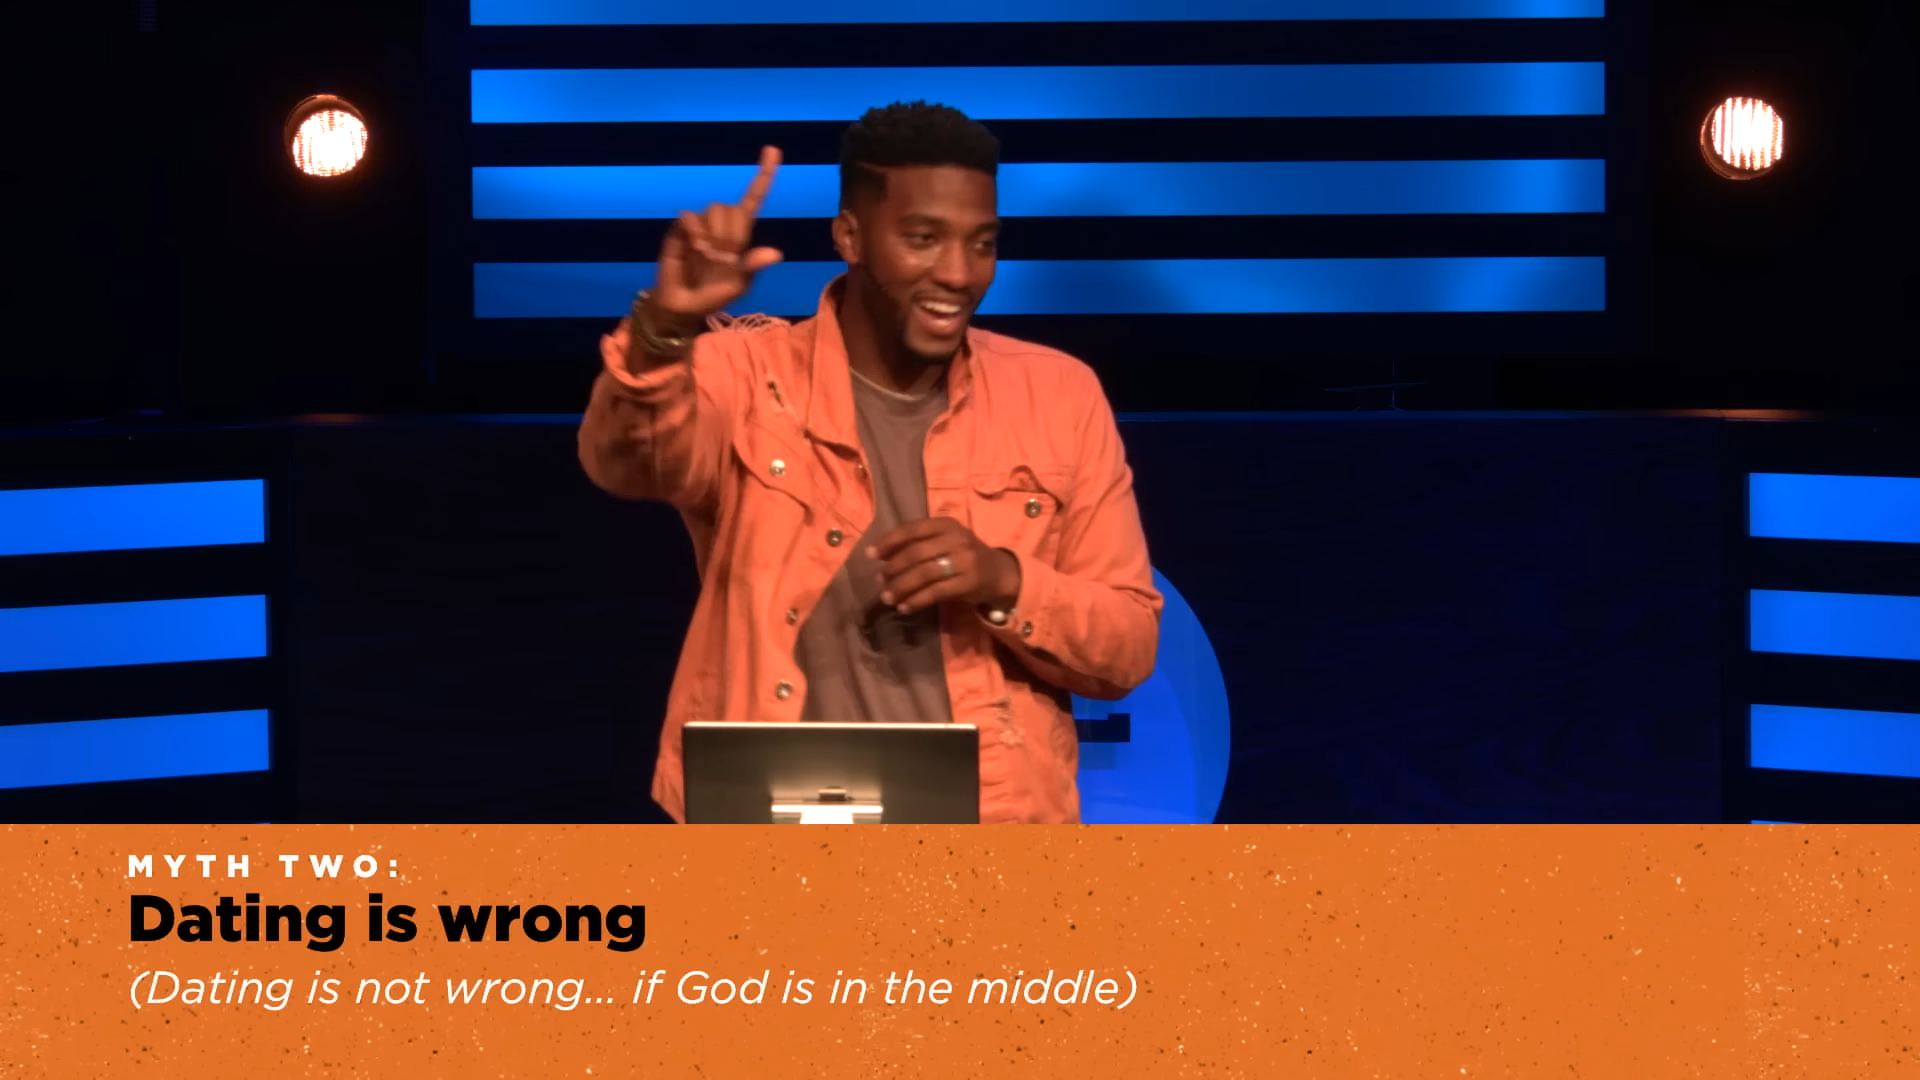 MYTH TWO:
Dating is wrong
(Dating is not wrong... if God is in the middle)